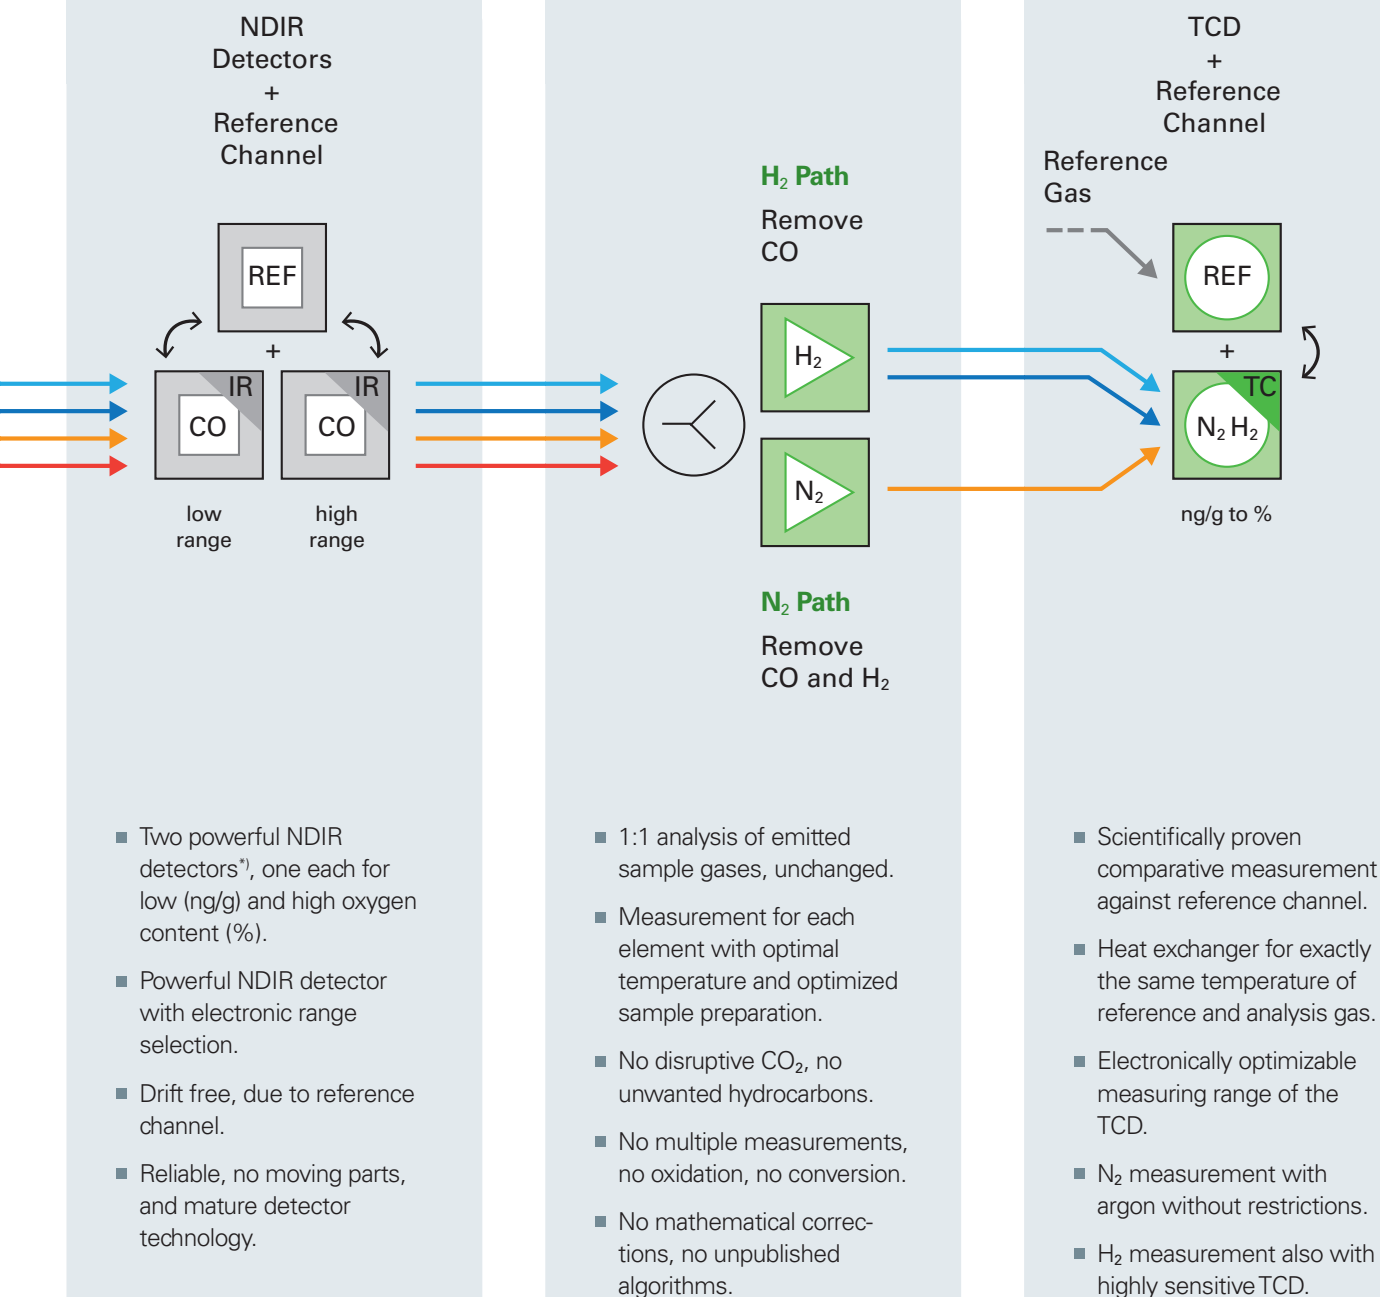 NDIR
Detectors
+
Reference
Channel
REF
+
IR
CO
IR
CO
low
range
high
range
H₂ Path
Remove
CO
H₂
N₂
N₂ Path
Remove
CO and H₂
TCD
+
Reference
Channel
Reference
Gas
REF
+
TC
N₂ H₂
ng/g to %
■ Two powerful NDIR
detectors*⁾, one each for
low (ng/g) and high oxygen
content (%).
■ Powerful NDIR detector
with electronic range
selection.
■ Drift free, due to reference
channel.
■ Reliable, no moving parts,
and mature detector
technology.
■ 1:1 analysis of emitted
sample gases, unchanged.
■ Measurement for each
element with optimal
temperature and optimized
sample preparation.
■ No disruptive CO₂, no
unwanted hydrocarbons.
■ No multiple measurements,
no oxidation, no conversion.
■ No mathematical correc-
tions, no unpublished
algorithms.
■ Scientifically proven
comparative measurement
against reference channel.
■ Heat exchanger for exactly
the same temperature of
reference and analysis gas.
■ Electronically optimizable
measuring range of the
TCD.
■ N₂ measurement with
argon without restrictions.
■ H₂ measurement also with
highly sensitive TCD.